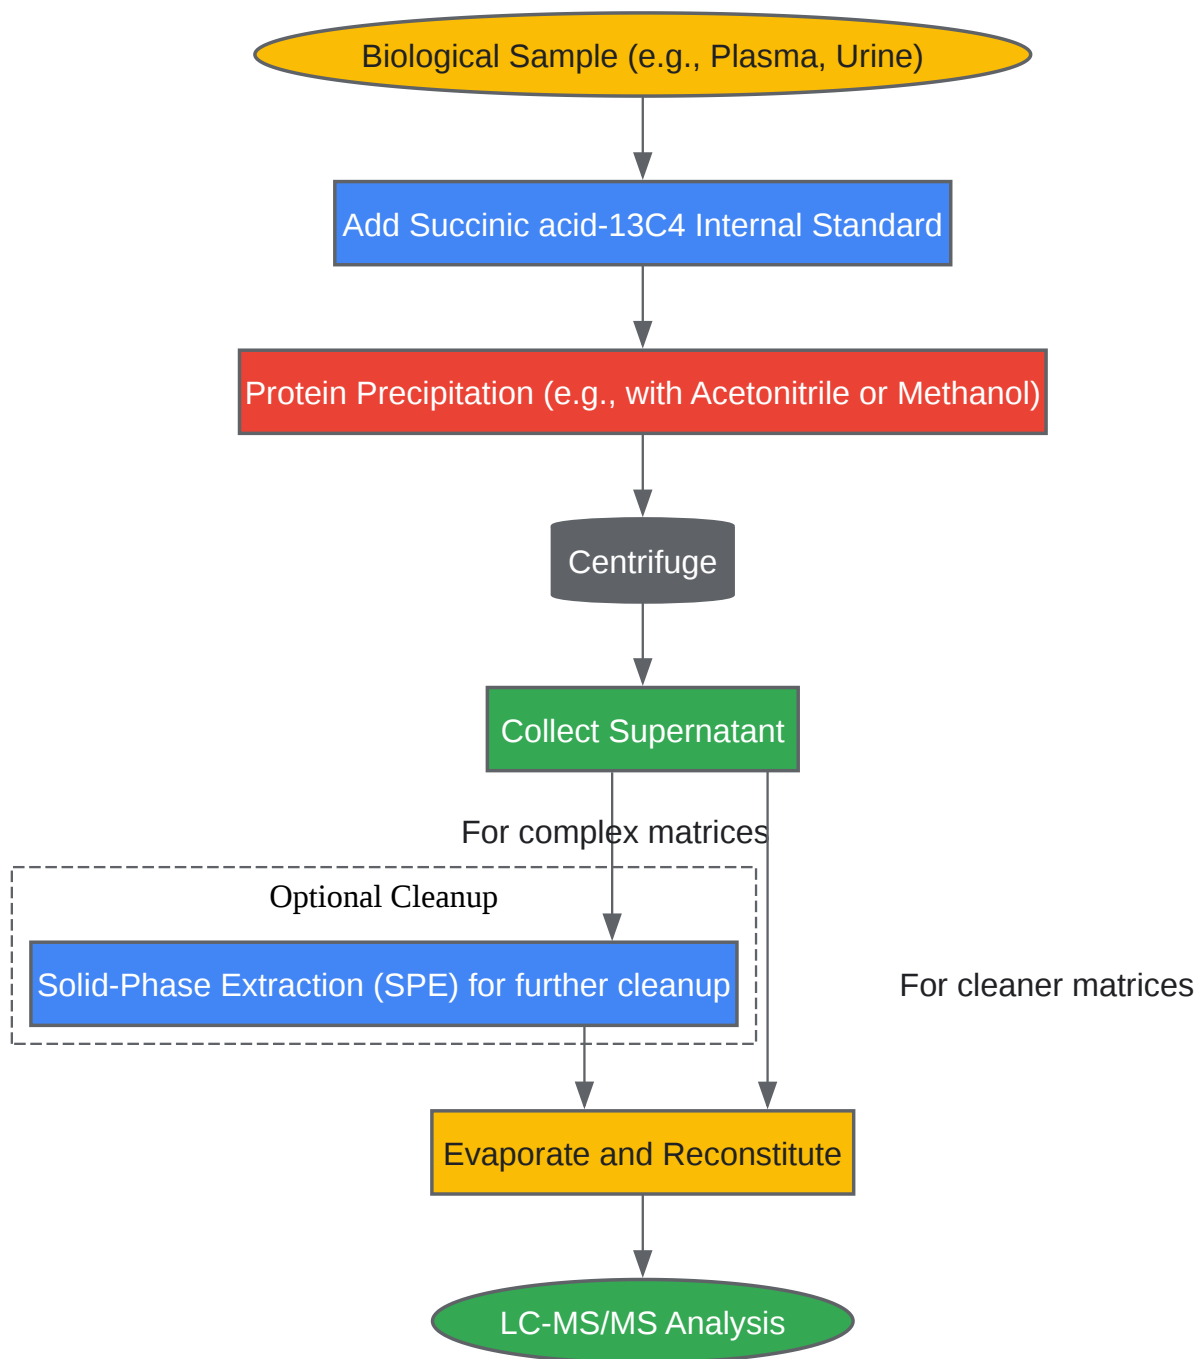 Biological Sample (e.g., Plasma, Urine)
Add Succinic acid-13C4 Internal Standard
Protein Precipitation (e.g., with Acetonitrile or Methanol)
Centrifuge
Collect Supernatant
For complex matrices
Optional Cleanup
Solid-Phase Extraction (SPE) for further cleanup
For cleaner matrices
Evaporate and Reconstitute
LC-MS/MS Analysis